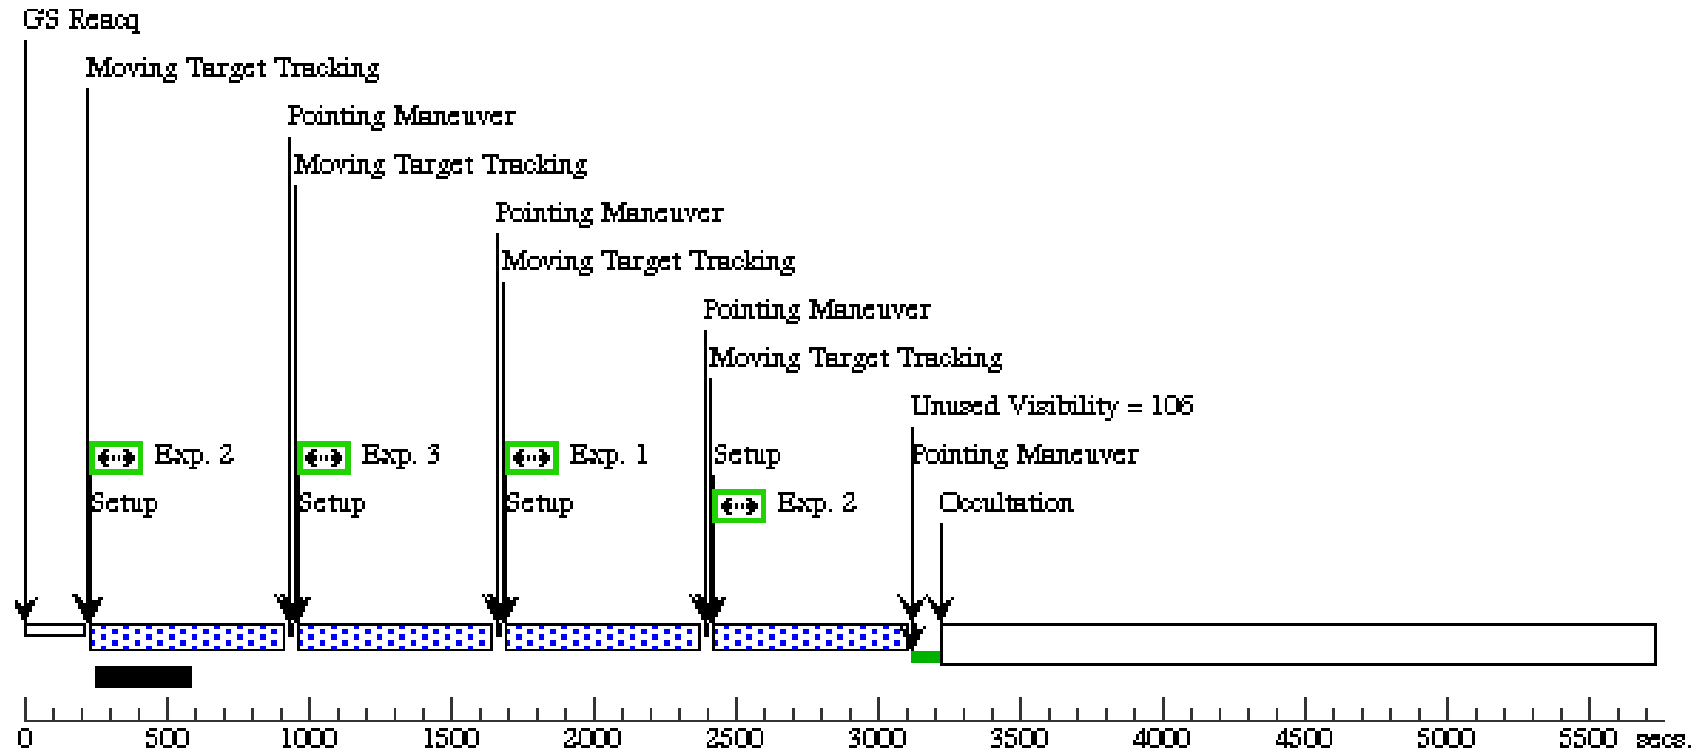 GS Reacq
Moving Target Tracking
Pointing Maneuver
Moving Target Tracking
Pointing Maneuver
Moving Target Tracking
Pointing Maneuver
Moving Target Tracking
Unused Visibility = 106
Exp. 2 Exp. 3 Exp. 1 Setup Pointing Maneuver
Setup Setup Setup Exp. 2 Occultation
0 500 1000 1500 2000 2500 3000 3500 4000 4500 5000 5500 secs.